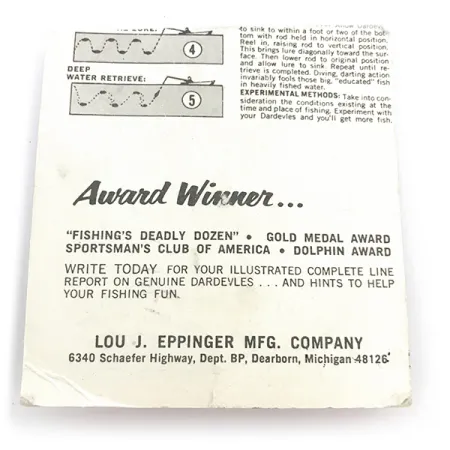 LURE:
4
DEEP
WATER RETRIEVE:
5
to sink to within a foot or two of the bot-
tom with rod held in horizontal position.
Reel in, raising rod to vertical position.
This brings lure diagonally toward the sur-
face. Then lower rod to original position
and allow lure to sink. Repeat until re-
trieve is completed. Diving, darting action
invariably fools those big, "educated" fish
in heavily fished water.
EXPERIMENTAL METHODS: Take into con-
sideration the conditions existing at the
time and place of fishing. Experiment with
your Dardevles and you'll get more fish.
Award Winner...
"FISHING'S DEADLY DOZEN" • GOLD MEDAL AWARD
SPORTSMAN'S CLUB OF AMERICA • DOLPHIN AWARD
WRITE TODAY FOR YOUR ILLUSTRATED COMPLETE LINE
REPORT ON GENUINE DARDEVLES . . . AND HINTS TO HELP
YOUR FISHING FUN.
LOU J. EPPINGER MFG. COMPANY
6340 Schaefer Highway, Dept. BP, Dearborn, Michigan 48126